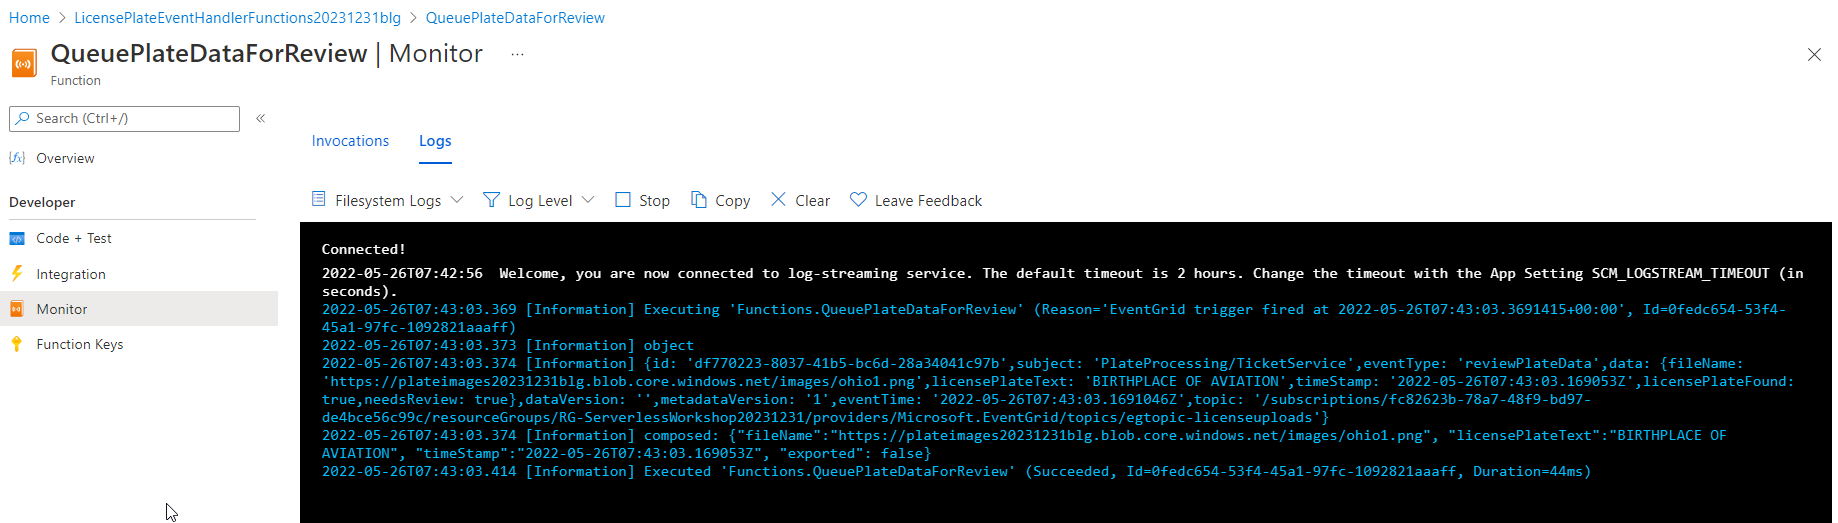 Home > LicensePlateEventHandlerFunctions20231231blg > QueuePlateDataForReview
QueuePlateDataForReview | Monitor ...
Function
Search (Ctrl+/) «
Overview
Developer
Code + Test
Integration
Monitor
Function Keys
Invocations Logs
Filesystem Logs Log Level Stop Copy Clear Leave Feedback
Connected!
2022-05-26T07:42:56  Welcome, you are now connected to log-streaming service. The default timeout is 2 hours. Change the timeout with the App Setting SCM_LOGSTREAM_TIMEOUT (in
seconds).
2022-05-26T07:43:03.369 [Information] Executing 'Functions.QueuePlateDataForReview' (Reason='EventGrid trigger fired at 2022-05-26T07:43:03.3691415+00:00', Id=0fedc654-53f4-
45a1-97fc-1092821aaaff)
2022-05-26T07:43:03.373 [Information] object
2022-05-26T07:43:03.374 [Information] {id: 'df770223-8037-41b5-bc6d-28a34041c97b',subject: 'PlateProcessing/TicketService',eventType: 'reviewPlateData',data: {fileName:
'https://plateimages20231231blg.blob.core.windows.net/images/ohio1.png',licensePlateText: 'BIRTHPLACE OF AVIATION',timeStamp: '2022-05-26T07:43:03.169053Z',licensePlateFound:
true,needsReview: true},dataVersion: '',metadataVersion: '1',eventTime: '2022-05-26T07:43:03.1691046Z',topic: '/subscriptions/fc82623b-78a7-48f9-bd97-
de4bce56c99c/resourceGroups/RG-ServerlessWorkshop20231231/providers/Microsoft.EventGrid/topics/egtopic-licenseuploads'}
2022-05-26T07:43:03.374 [Information] composed: {"fileName":"https://plateimages20231231blg.blob.core.windows.net/images/ohio1.png", "licensePlateText":"BIRTHPLACE OF
AVIATION", "timeStamp":"2022-05-26T07:43:03.169053Z", "exported": false}
2022-05-26T07:43:03.414 [Information] Executed 'Functions.QueuePlateDataForReview' (Succeeded, Id=0fedc654-53f4-45a1-97fc-1092821aaaff, Duration=44ms)